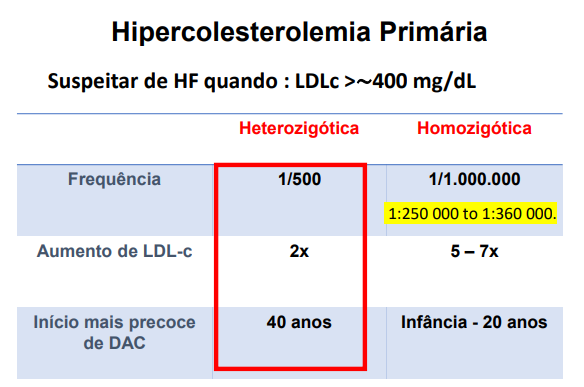 Hipercolesterolemia Primária
Suspeitar de HF quando : LDLc >~400 mg/dL
Heterozigótica Homozigótica
Frequência 1/500 1/1.000.000
1:250 000 to 1:360 000.
Aumento de LDL-c 2x 5 – 7x
Início mais precoce 40 anos Infância - 20 anos
de DAC